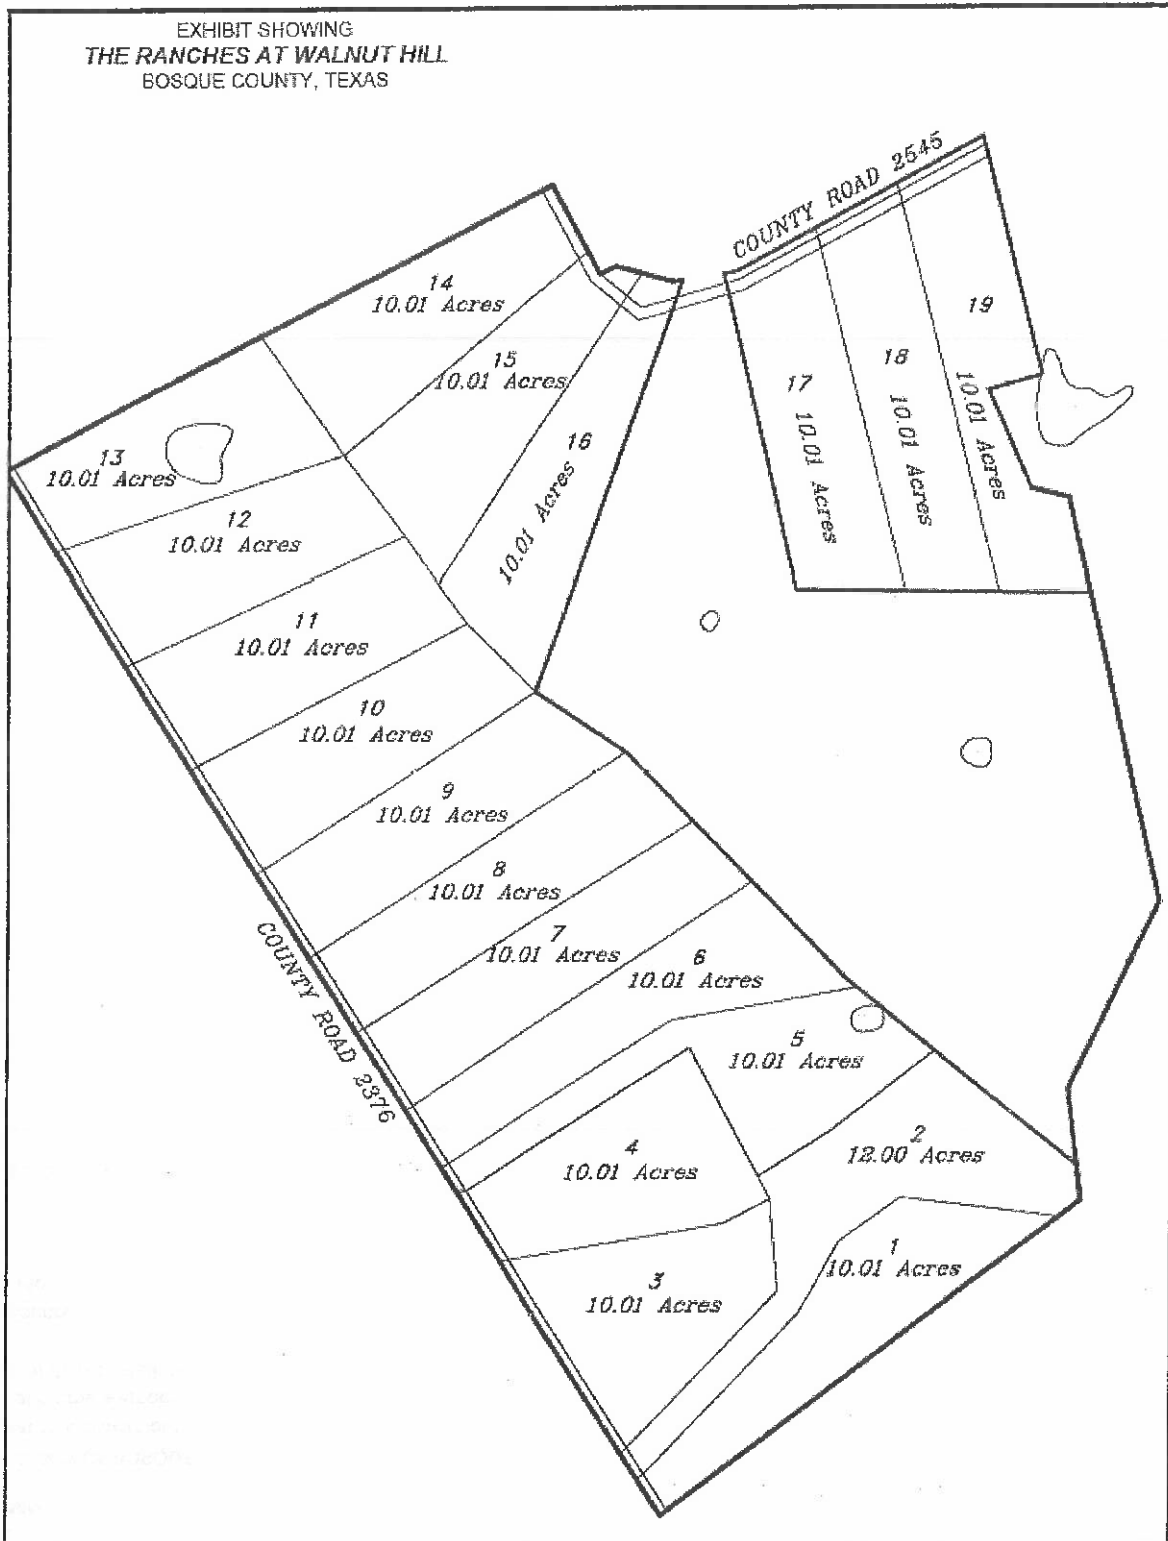 EXHIBIT SHOWING
THE RANCHES AT WALNUT HILL
BOSQUE COUNTY, TEXAS
COUNTY ROAD 2545
14
10.01 Acres
15
10.01 Acres
16
10.01 Acres
17
10.01 Acres
18
10.01 Acres
19
10.01 Acres
13
10.01 Acres
12
10.01 Acres
11
10.01 Acres
10
10.01 Acres
9
10.01 Acres
8
10.01 Acres
7
10.01 Acres
6
10.01 Acres
5
10.01 Acres
COUNTY ROAD 2376
4
10.01 Acres
2
12.00 Acres
3
10.01 Acres
1
10.01 Acres